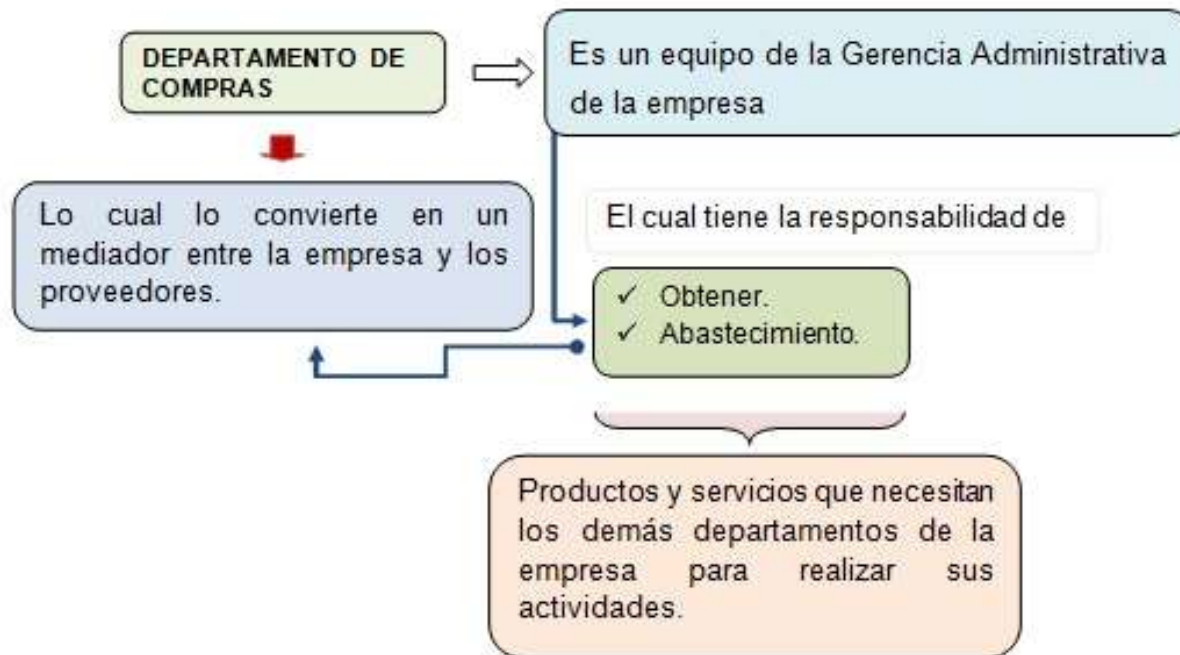 DEPARTAMENTO DE
COMPRAS
Es un equipo de la Gerencia Administrativa
de la empresa
Lo cual lo convierte en un
mediador entre la empresa y los
proveedores.
El cual tiene la responsabilidad de
✓ Obtener.
✓ Abastecimiento.
Productos y servicios que necesitan
los demás departamentos de la
empresa para realizar sus
actividades.